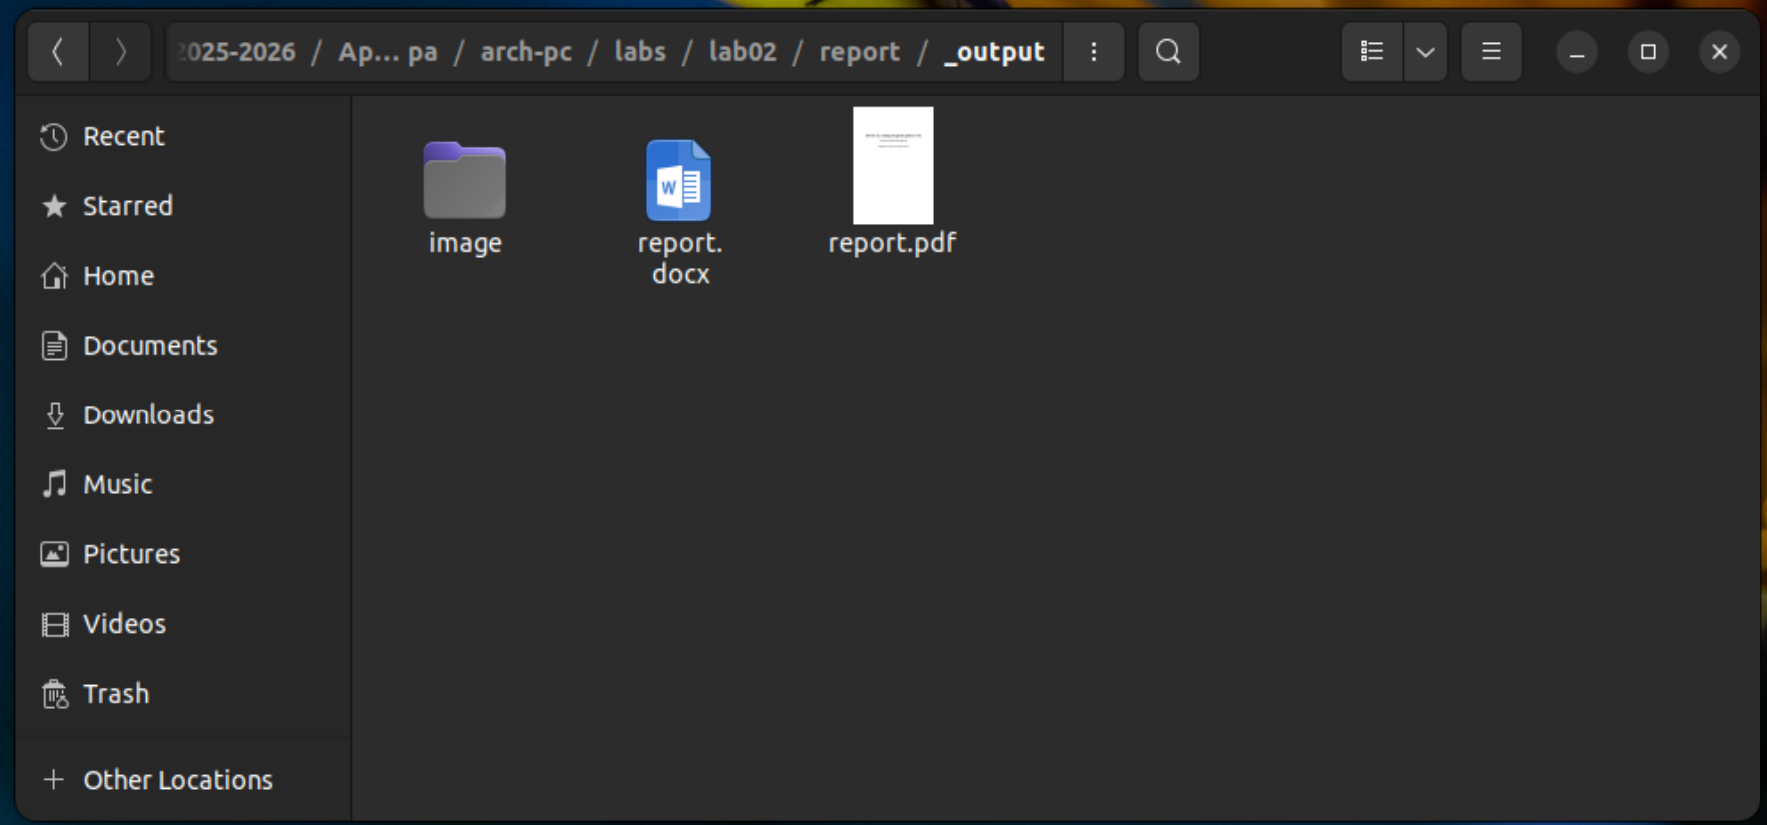 2025-2026 / Ap... pa / arch-pc / labs / lab02 / report / _output
Recent
Starred
Home
Documents
Downloads
Music
Pictures
Videos
Trash
Other Locations
image
report.
docx
W
report.pdf